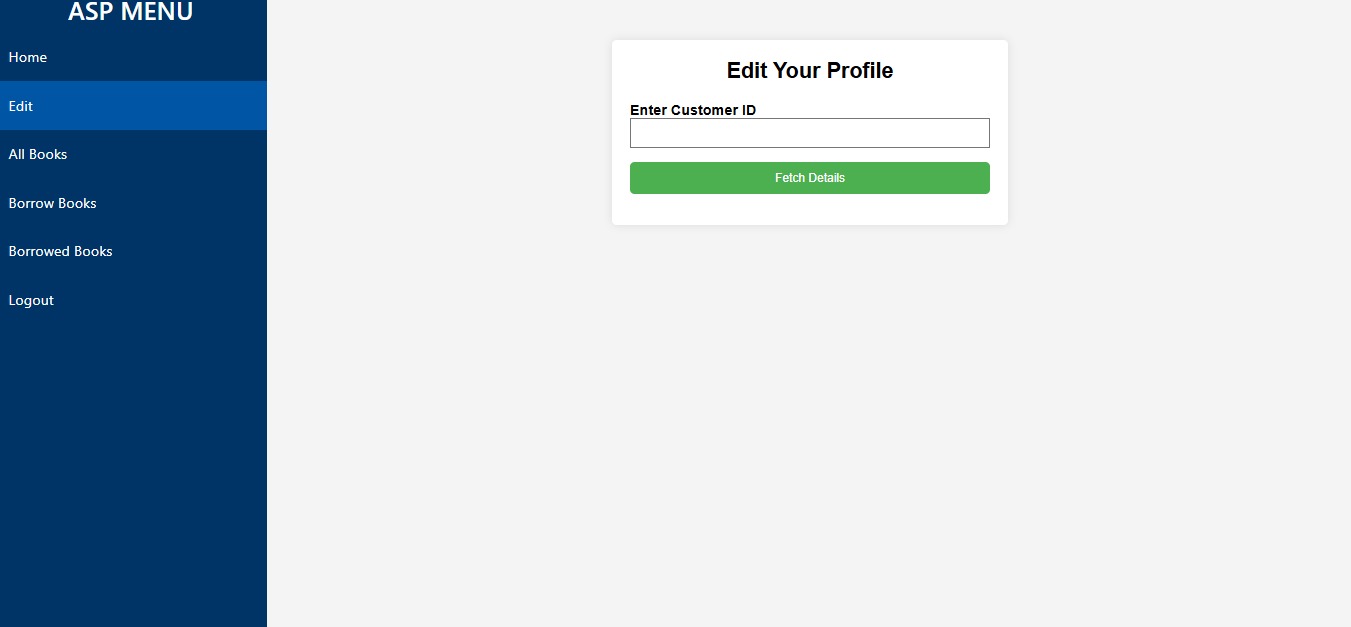 ASP MENU
Home
Edit
All Books
Borrow Books
Borrowed Books
Logout
Edit Your Profile
Enter Customer ID
Fetch Details